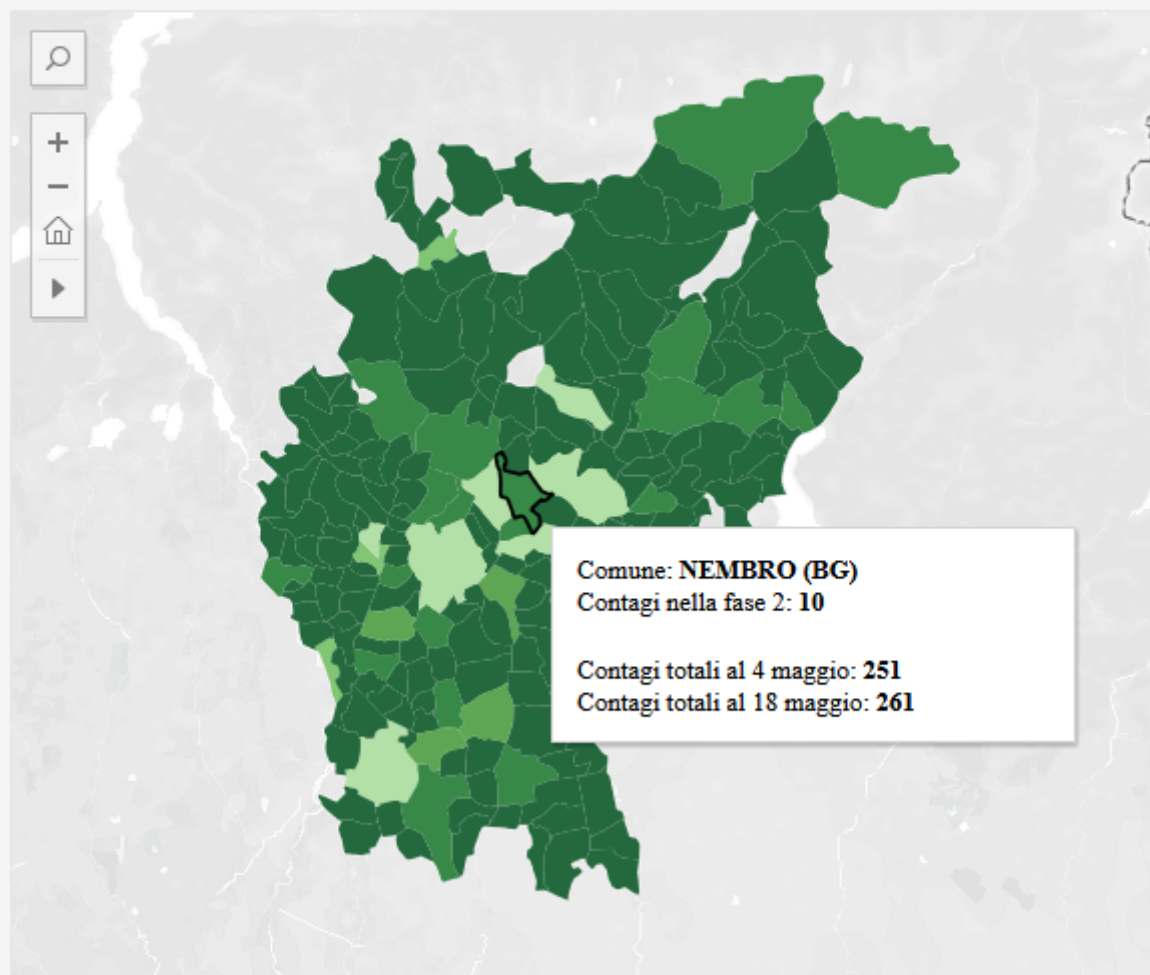 Comune: NEMBRO (BG)
Contagi nella fase 2: 10
Contagi totali al 4 maggio: 251
Contagi totali al 18 maggio: 261